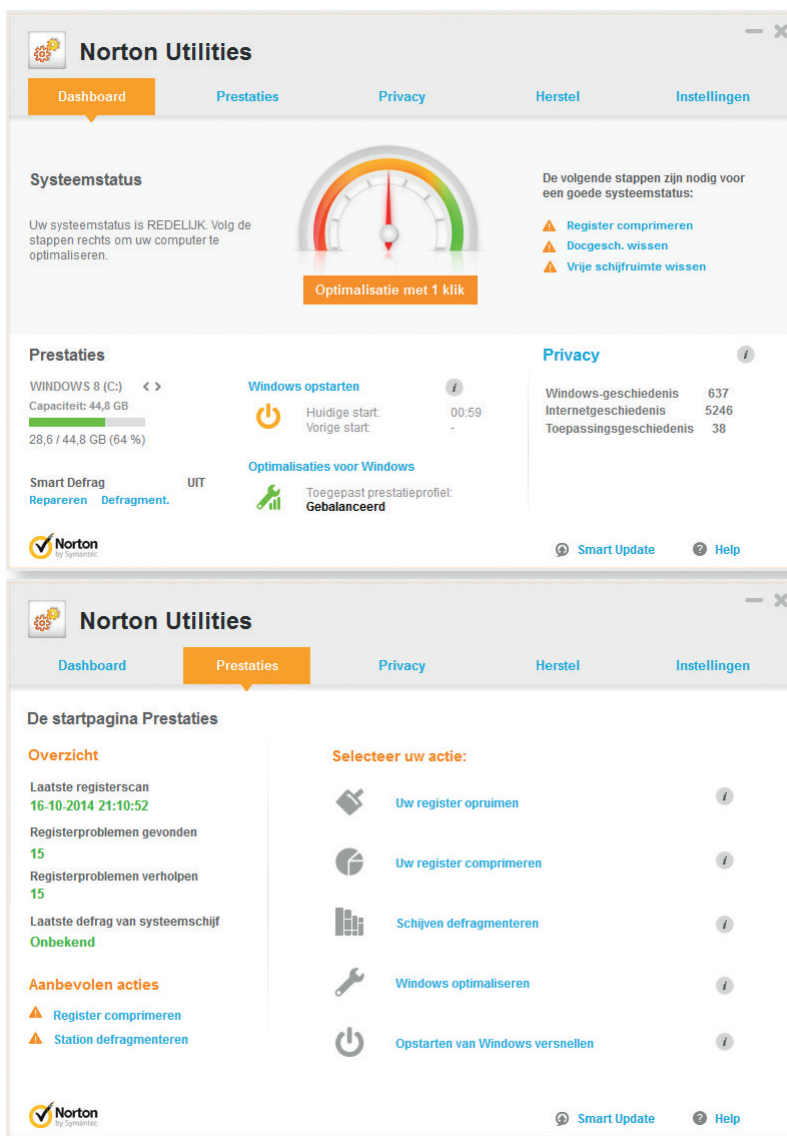 Norton Utilities
Dashboard Prestaties Privacy Herstel Instellingen
Systeemstatus
Uw systeemstatus is REDELIJK. Volg de
stappen rechts om uw computer te
optimaliseren.
Optimalisatie met 1 klik
De volgende stappen zijn nodig voor
een goede systeemstatus:
Register comprimeren
Docgesch. wissen
Vrije schijfruimte wissen
Prestaties
WINDOWS 8 (C:) < >
Capaciteit: 44,8 GB
28,6 / 44,8 GB (64 %)
Smart Defrag UIT
Repareren Defragment.
Windows opstarten i
Huidige start: 00:59
Vorige start: -
Optimalisaties voor Windows
Toegepast prestatieprofiel:
Gebalanceerd
Privacy i
Windows-geschiedenis 637
Internetgeschiedenis 5246
Toepassingsgeschiedenis 38
Norton
by Symantec
Smart Update ? Help
Norton Utilities
Dashboard Prestaties Privacy Herstel Instellingen
De startpagina Prestaties
Overzicht
Laatste registerscan
16-10-2014 21:10:52
Registerproblemen gevonden
15
Registerproblemen verholpen
15
Laatste defrag van systeemschijf
Onbekend
Aanbevolen acties
Register comprimeren
Station defragmenteren
Selecteer uw actie:
Uw register opruimen i
Uw register comprimeren i
Schijven defragmenteren i
Windows optimaliseren i
Opstarten van Windows versnellen i
Norton
by Symantec
Smart Update ? Help